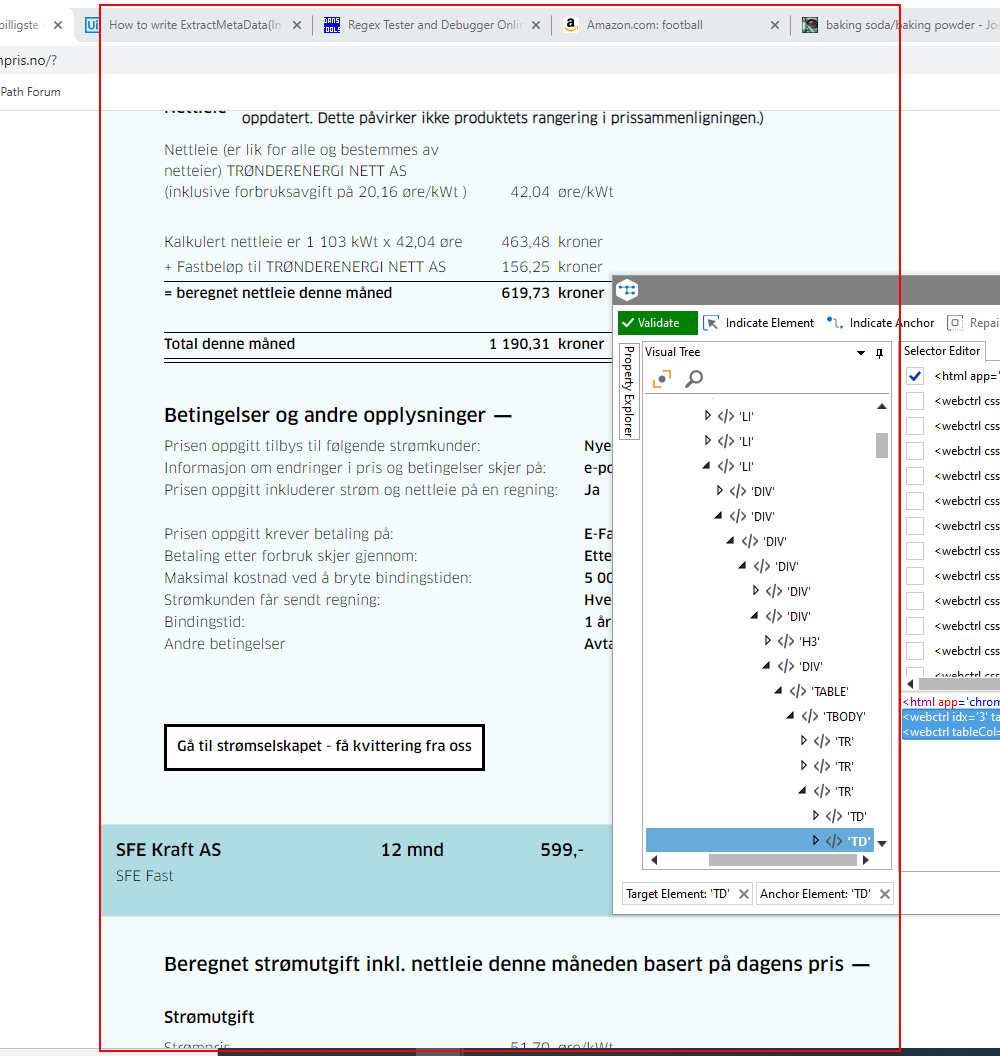 billigste s
How to write ExtractMetaData(In
Regex Tester and Debugger Onlin
Amazon.com: football
baking soda/baking powder - Jo
npris.no/?
Path Forum
Nettleie
oppdatert. Dette påvirker ikke produktets rangering i prissammenligningen.)
Nettleie (er lik for alle og bestemmes av
netteier) TRØNDERENERGI NETT AS
(inklusive forbruksavgift på 20,16 øre/kWt ) 42,04 øre/kWt
Kalkulert nettleie er 1 103 kWt x 42,04 øre 463,48 kroner
+ Fastbeløp til TRØNDERENERGI NETT AS 156,25 kroner
= beregnet nettleie denne måned 619,73 kroner
Total denne måned 1 190,31 kroner
Betingelser og andre opplysninger —
Prisen oppgitt tilbys til følgende strømkunder: Nye
Informasjon om endringer i pris og betingelser skjer på: e-po
Prisen oppgitt inkluderer strøm og nettleie på en regning: Ja
Prisen oppgitt krever betaling på: E-Fa
Betaling etter forbruk skjer gjennom: Ette
Maksimal kostnad ved å bryte bindingstiden: 5 00
Strømkunden får sendt regning: Hve
Bindingstid: 1 år
Andre betingelser Avta
Gå til strømselskapet - få kvittering fra oss
SFE Kraft AS 12 mnd 599,-
SFE Fast
Beregnet strømutgift inkl. nettleie denne måneden basert på dagens pris —
Strømutgift
Strømpris 51,70 øre/kWt
Validate Indicate Element Indicate Anchor Repai
Property Explorer
Visual Tree
'LI'
'LI'
'LI'
'DIV'
'DIV'
'DIV'
'DIV'
'DIV'
'DIV'
'H3'
'DIV'
'TABLE'
'TBODY'
'TR'
'TR'
'TR'
'TD'
'TD'
Target Element: 'TD' Anchor Element: 'TD'
Selector Editor
<html app='
<webctrl css
<webctrl css
<webctrl css
<webctrl css
<webctrl css
<webctrl css
<webctrl css
<webctrl css
<webctrl css
<webctrl css
<webctrl css
<webctrl css
<html app='chrom
<webctrl idx='3' ta
<webctrl tableCol=